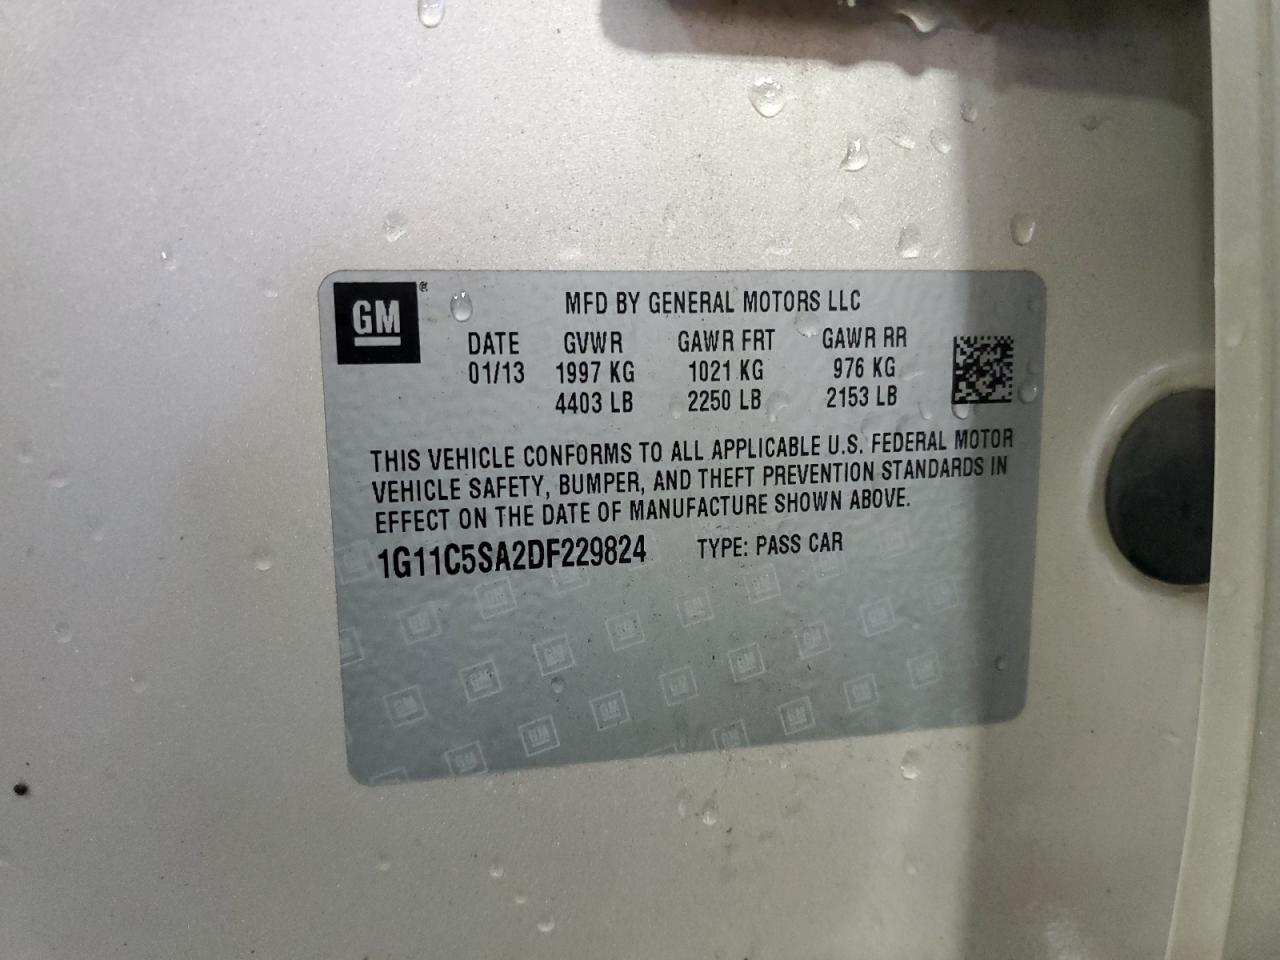 GM®
MFD BY GENERAL MOTORS LLC
DATE GVWR GAWR FRT GAWR RR
01/13 1997 KG 1021 KG 976 KG
4403 LB 2250 LB 2153 LB
THIS VEHICLE CONFORMS TO ALL APPLICABLE U.S. FEDERAL MOTOR
VEHICLE SAFETY, BUMPER, AND THEFT PREVENTION STANDARDS IN
EFFECT ON THE DATE OF MANUFACTURE SHOWN ABOVE.
1G11C5SA2DF229824 TYPE: PASS CAR